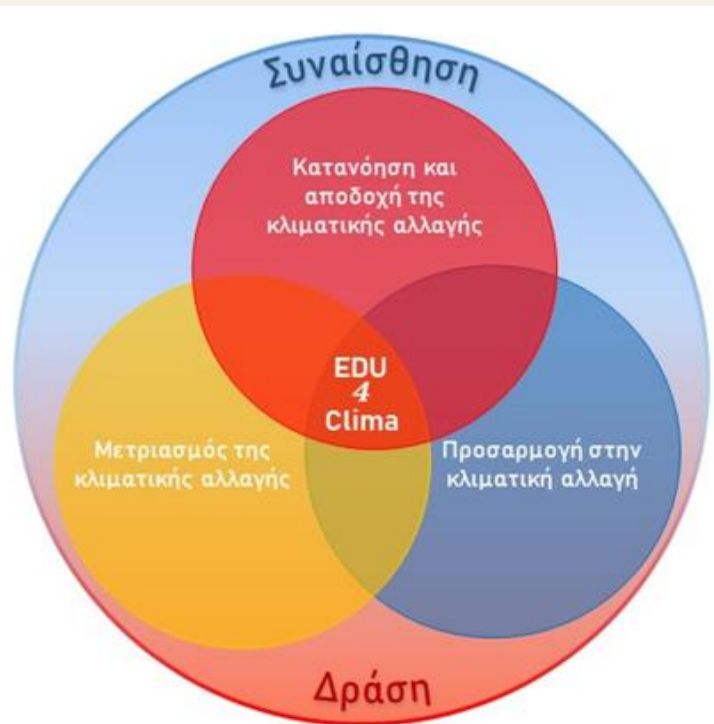 Συναίσθηση
Κατανόηση και
αποδοχή της
κλιματικής αλλαγής
EDU
4
Clima
Μετριασμός της
κλιματικής αλλαγής
Προσαρμογή στην
κλιματική αλλαγή
Δράση